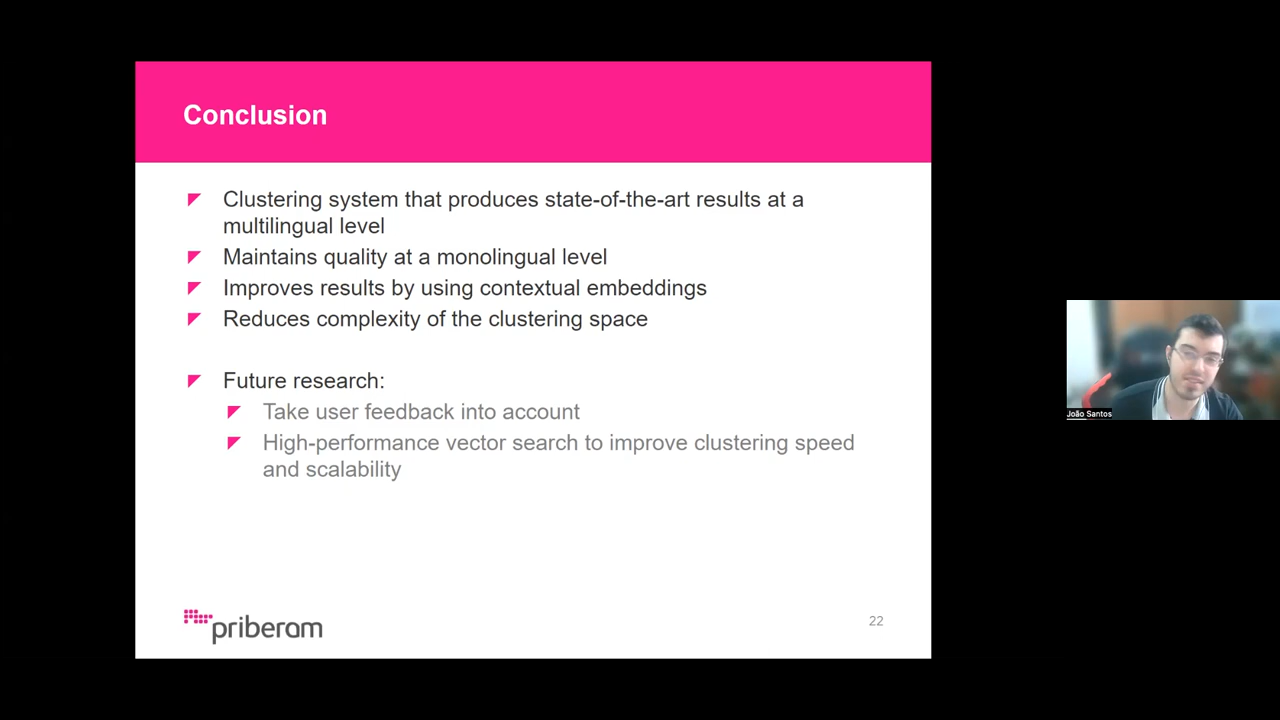 Conclusion
Clustering system that produces state-of-the-art results at a
multilingual level
Maintains quality at a monolingual level
Improves results by using contextual embeddings
Reduces complexity of the clustering space
Future research:
Take user feedback into account
High-performance vector search to improve clustering speed
and scalability
priberam
22
João Santos